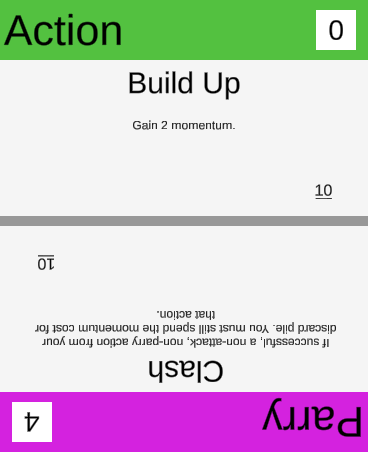 Action 0
Build Up
Gain 2 momentum.
10
Parry 4
Clash
If successful, a non-attack, non-parry action from your
discard pile. You must still spend the momentum cost for
that action.
10